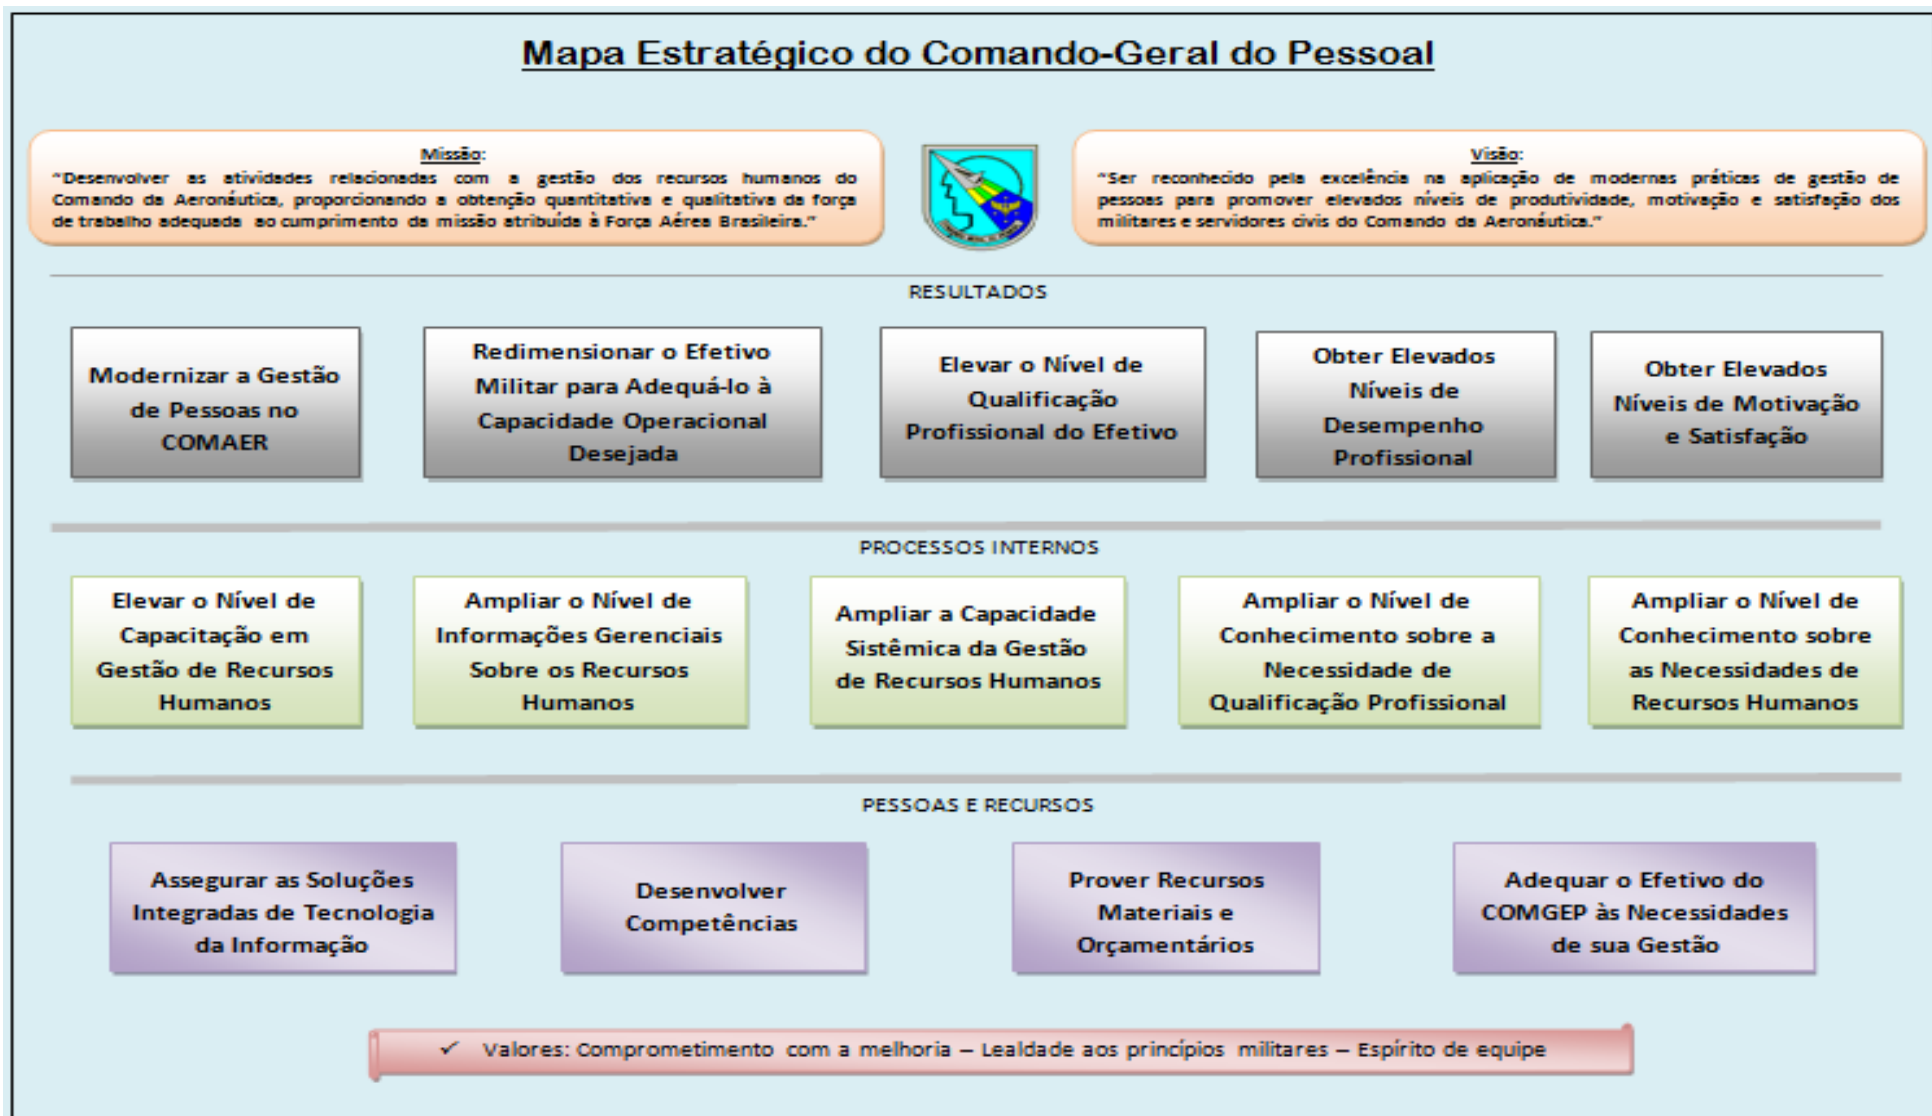 Mapa Estratégico do Comando-Geral do Pessoal
Missão:
"Desenvolver as atividades relacionadas com a gestão dos recursos humanos do
Comando da Aeronáutica, proporcionando a obtenção quantitativa e qualitativa da força
de trabalho adequada ao cumprimento da missão atribuída à Força Aérea Brasileira."
Visão:
"Ser reconhecido pela excelência na aplicação de modernas práticas de gestão de
pessoas para promover elevados níveis de produtividade, motivação e satisfação dos
militares e servidores civis do Comando da Aeronáutica."
RESULTADOS
Modernizar a Gestão
de Pessoas no
COMAER
Redimensionar o Efetivo
Militar para Adequá-lo à
Capacidade Operacional
Desejada
Elevar o Nível de
Qualificação
Profissional do Efetivo
Obter Elevados
Níveis de
Desempenho
Profissional
Obter Elevados
Níveis de Motivação
e Satisfação
PROCESSOS INTERNOS
Elevar o Nível de
Capacitação em
Gestão de Recursos
Humanos
Ampliar o Nível de
Informações Gerenciais
Sobre os Recursos
Humanos
Ampliar a Capacidade
Sistêmica da Gestão
de Recursos Humanos
Ampliar o Nível de
Conhecimento sobre a
Necessidade de
Qualificação Profissional
Ampliar o Nível de
Conhecimento sobre
as Necessidades de
Recursos Humanos
PESSOAS E RECURSOS
Assegurar as Soluções
Integradas de Tecnologia
da Informação
Desenvolver
Competências
Prover Recursos
Materiais e
Orçamentários
Adequar o Efetivo do
COMGEP às Necessidades
de sua Gestão
✓ Valores: Comprometimento com a melhoria – Lealdade aos princípios militares – Espírito de equipe